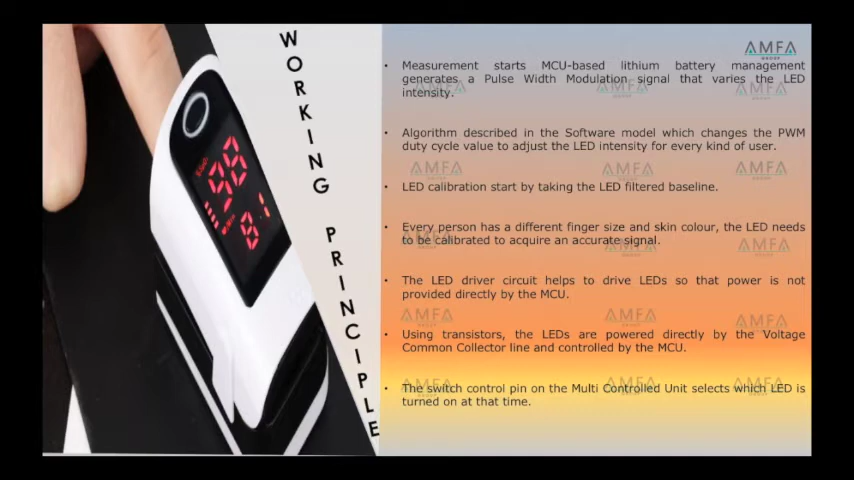 WORKING PRINCIPLE
AMFA
GROUP
• Measurement starts MCU-based lithium battery management
generates a Pulse Width Modulation signal that varies the LED
intensity.
• Algorithm described in the Software model which changes the PWM
duty cycle value to adjust the LED intensity for every kind of user.
• LED calibration start by taking the LED filtered baseline.
• Every person has a different finger size and skin colour, the LED needs
to be calibrated to acquire an accurate signal.
• The LED driver circuit helps to drive LEDs so that power is not
provided directly by the MCU.
• Using transistors, the LEDs are powered directly by the Voltage
Common Collector line and controlled by the MCU.
• The switch control pin on the Multi Controlled Unit selects which LED is
turned on at that time.